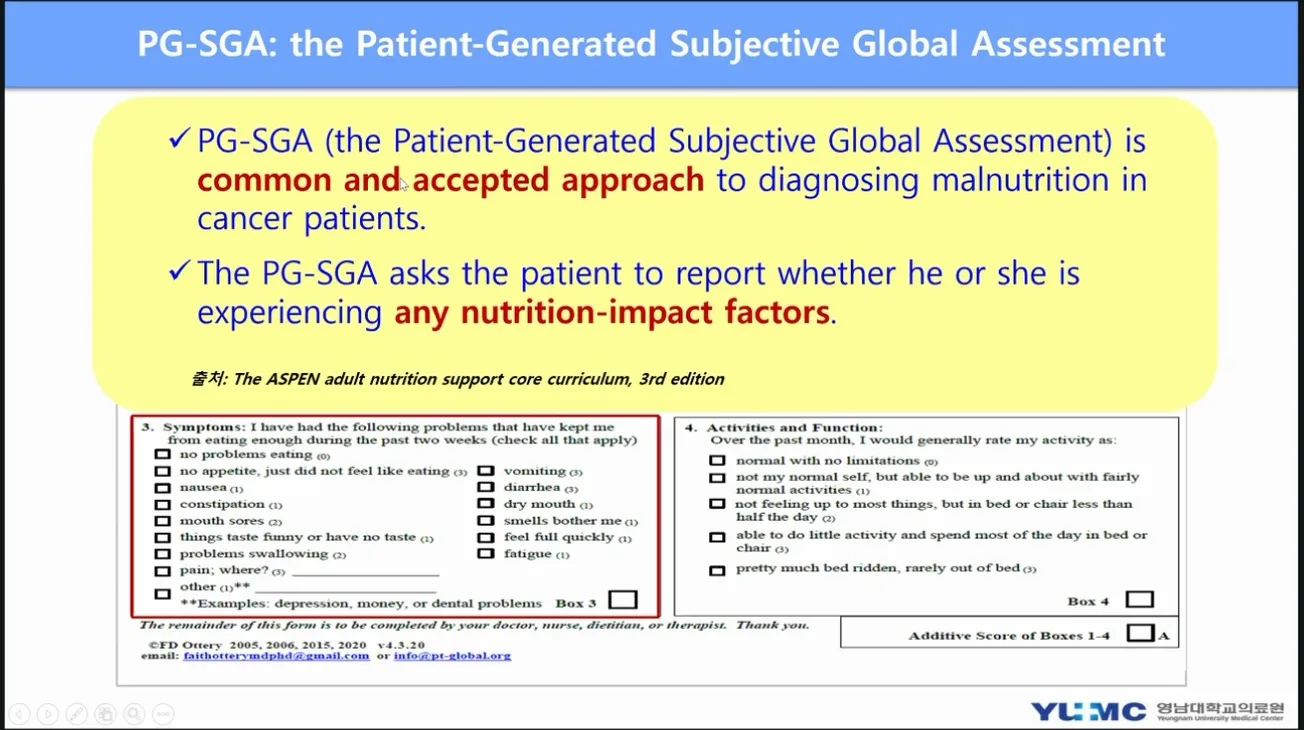 PG-SGA: the Patient-Generated Subjective Global Assessment
✓ PG-SGA (the Patient-Generated Subjective Global Assessment) is
common and accepted approach to diagnosing malnutrition in
cancer patients.
✓ The PG-SGA asks the patient to report whether he or she is
experiencing any nutrition-impact factors.
출처: The ASPEN adult nutrition support core curriculum, 3rd edition
3. Symptoms: I have had the following problems that have kept me
from eating enough during the past two weeks (check all that apply)
no problems eating (0)
no appetite, just did not feel like eating (3)
nausea (1)
constipation (1)
mouth sores (2)
things taste funny or have no taste (1)
problems swallowing (2)
pain; where? (3)
other (1)**
vomiting (3)
diarrhea (3)
dry mouth (1)
smells bother me (1)
feel full quickly (1)
fatigue (1)
**Examples: depression, money, or dental problems Box 3
4. Activities and Function:
Over the past month, I would generally rate my activity as:
normal with no limitations (0)
not my normal self, but able to be up and about with fairly
normal activities (1)
not feeling up to most things, but in bed or chair less than
half the day (2)
able to do little activity and spend most of the day in bed or
chair (3)
pretty much bed ridden, rarely out of bed (3)
Box 4
The remainder of this form is to be completed by your doctor, nurse, dietitian, or therapist. Thank you.
©FD Ottery 2005, 2006, 2015, 2020 v4.3.20
email: faithotterymdphd@gmail.com or info@pt-global.org
Additive Score of Boxes 1-4 A
YUMC 영남대학교의료원
Yeungnam University Medical Center